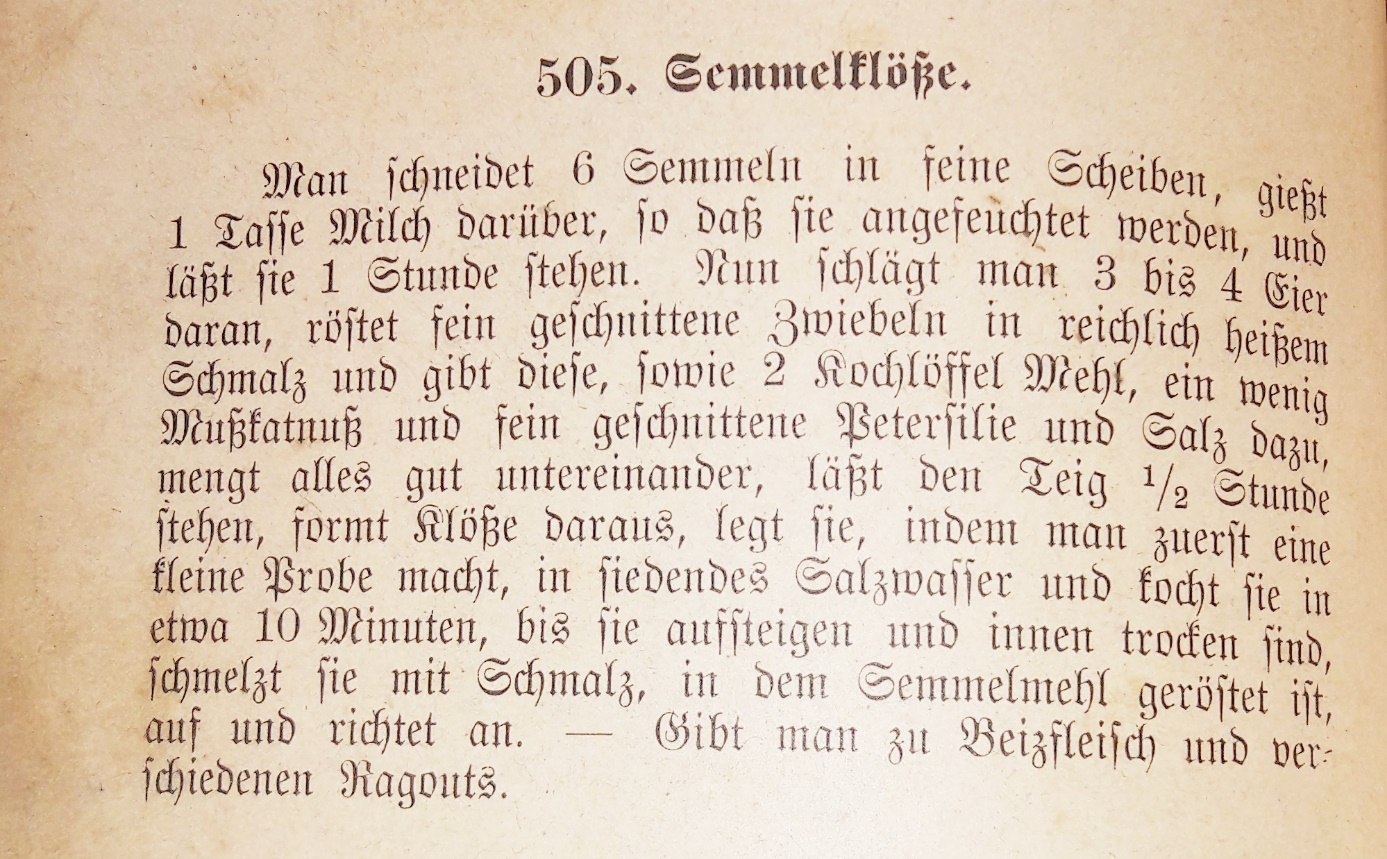 505. Semmelklöße.
Man schneidet 6 Semmeln in feine Scheiben, gießt
1 Tasse Milch darüber, so daß sie angefeuchtet werden, und
läßt sie 1 Stunde stehen. Nun schlägt man 3 bis 4 Eier
daran, röstet fein geschnittene Zwiebeln in reichlich heißem
Schmalz und gibt diese, sowie 2 Kochlöffel Mehl, ein wenig
Mußkatnuß und fein geschnittene Petersilie und Salz dazu,
mengt alles gut untereinander, läßt den Teig 1/2 Stunde
stehen, formt Klöße daraus, legt sie, indem man zuerst eine
kleine Probe macht, in siedendes Salzwasser und kocht sie in
etwa 10 Minuten, bis sie aufsteigen und innen trocken sind,
schmelzt sie mit Schmalz, in dem Semmelmehl geröstet ist,
auf und richtet an. — Gibt man zu Beizfleisch und ver-
schiedenen Ragouts.